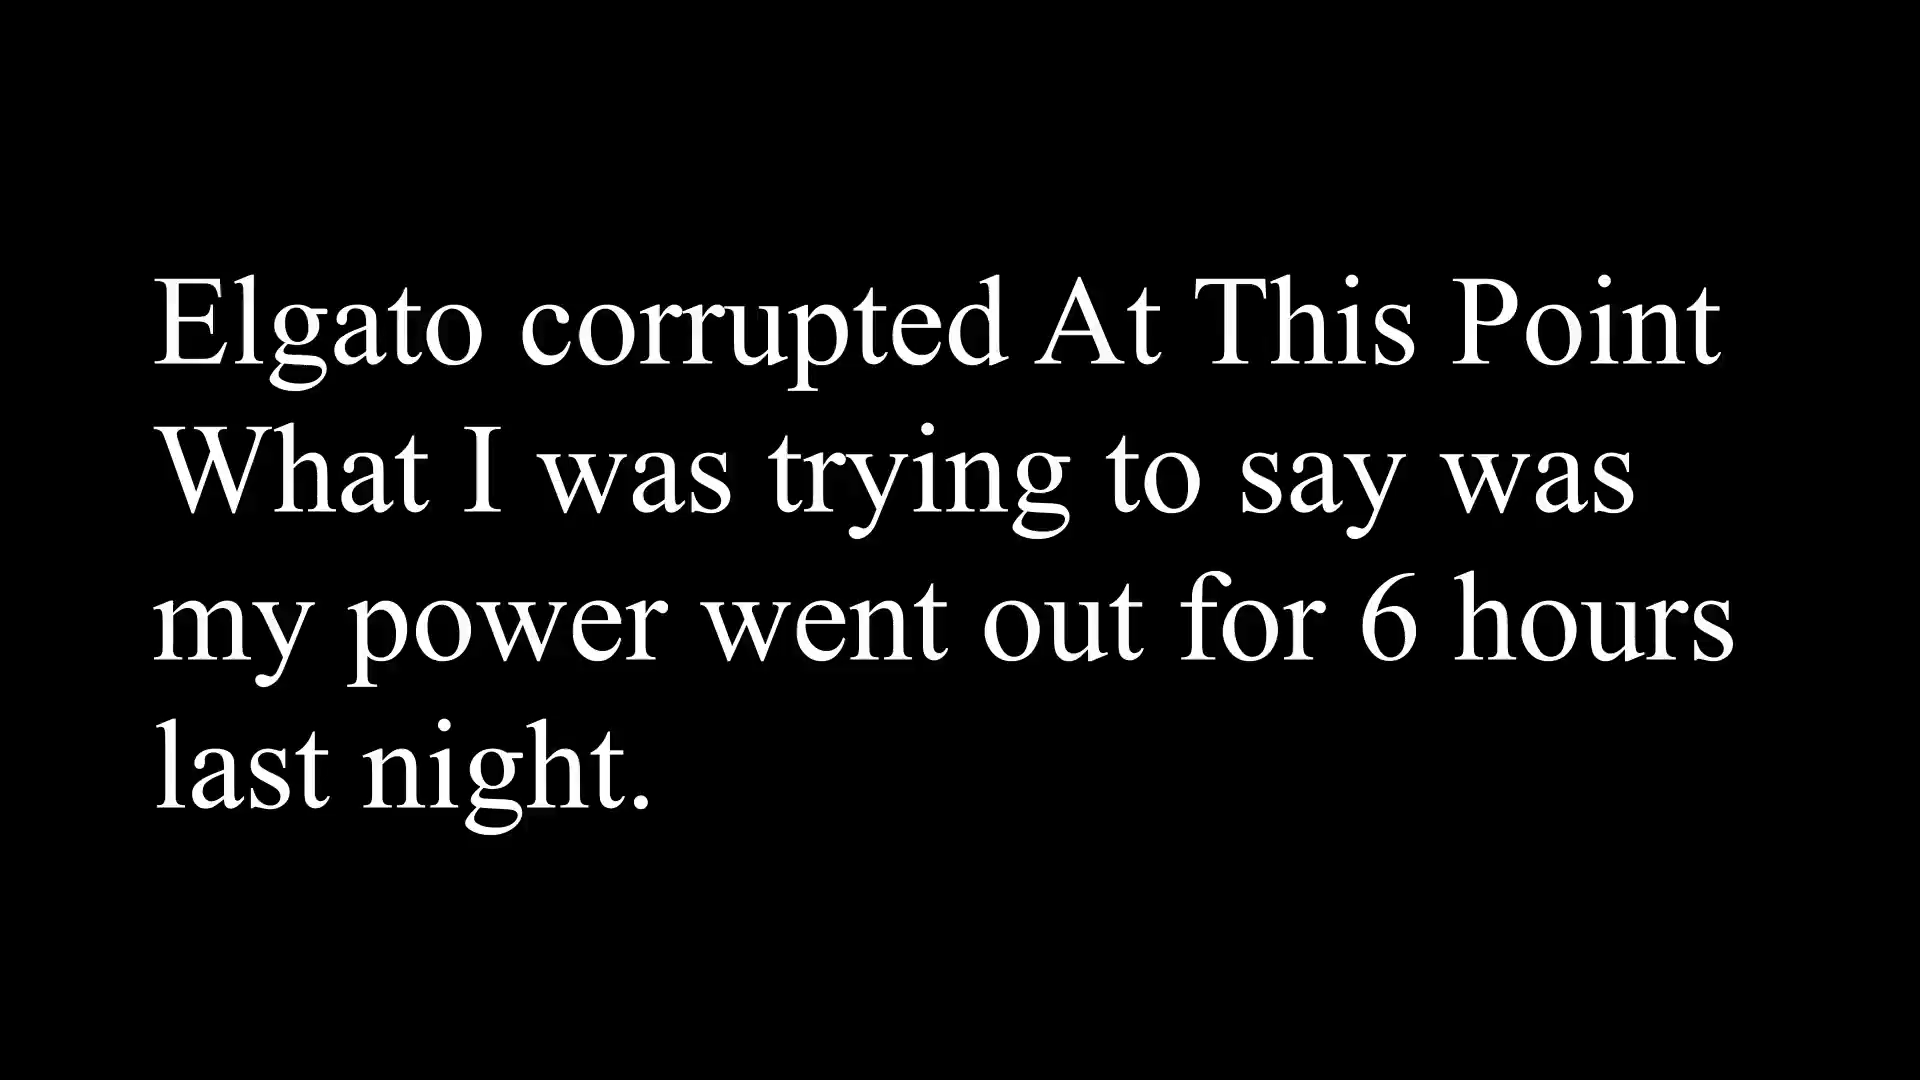 Elgato corrupted At This Point
What I was trying to say was
my power went out for 6 hours
last night.